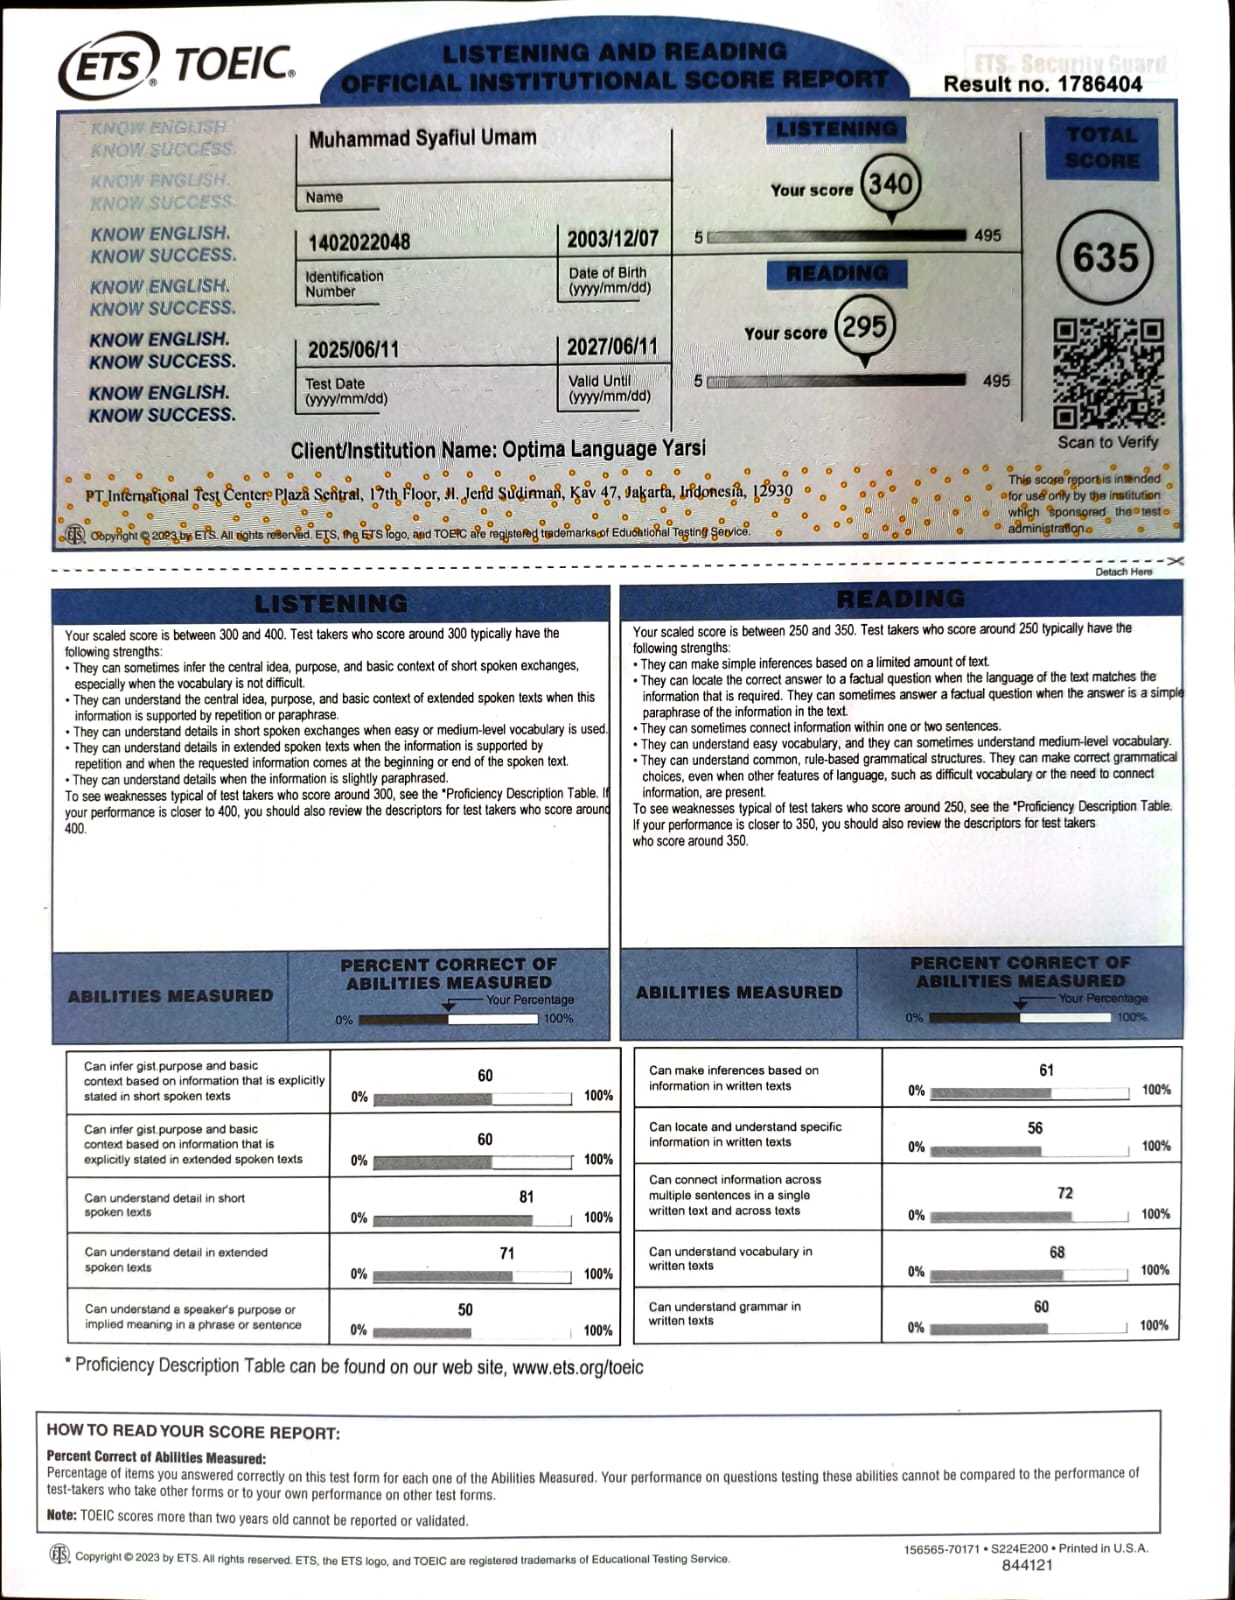 ETS® TOEIC®
LISTENING AND READING
OFFICIAL INSTITUTIONAL SCORE REPORT
ETS® Security Guard
Result no. 1786404
KNOW ENGLISH.
KNOW SUCCESS.
KNOW ENGLISH.
KNOW SUCCESS.
KNOW ENGLISH.
KNOW SUCCESS.
KNOW ENGLISH.
KNOW SUCCESS.
KNOW ENGLISH.
KNOW SUCCESS.
KNOW ENGLISH.
KNOW SUCCESS.
Muhammad Syafiul Umam
Name
1402022048
Identification
Number
2003/12/07
Date of Birth
(yyyy/mm/dd)
2025/06/11
Test Date
(yyyy/mm/dd)
2027/06/11
Valid Until
(yyyy/mm/dd)
LISTENING
Your score 340
5 495
READING
Your score 295
5 495
TOTAL
SCORE
635
Scan to Verify
Client/Institution Name: Optima Language Yarsi
PT International Test Center, Plaza Sentral, 17th Floor, Jl. Jend Sudirman, Kav 47, Jakarta, Indonesia, 12930
This score report is intended
for use only by the institution
which sponsored the test
administration.
ETS Copyright © 2023 by ETS. All rights reserved. ETS, the ETS logo, and TOEIC are registered trademarks of Educational Testing Service.
Detach Here
LISTENING
Your scaled score is between 300 and 400. Test takers who score around 300 typically have the
following strengths:
• They can sometimes infer the central idea, purpose, and basic context of short spoken exchanges,
especially when the vocabulary is not difficult.
• They can understand the central idea, purpose, and basic context of extended spoken texts when this
information is supported by repetition or paraphrase.
• They can understand details in short spoken exchanges when easy or medium-level vocabulary is used.
• They can understand details in extended spoken texts when the information is supported by
repetition and when the requested information comes at the beginning or end of the spoken text.
• They can understand details when the information is slightly paraphrased.
To see weaknesses typical of test takers who score around 300, see the *Proficiency Description Table. If
your performance is closer to 400, you should also review the descriptors for test takers who score around
400.
READING
Your scaled score is between 250 and 350. Test takers who score around 250 typically have the
following strengths:
• They can make simple inferences based on a limited amount of text.
• They can locate the correct answer to a factual question when the language of the text matches the
information that is required. They can sometimes answer a factual question when the answer is a simple
paraphrase of the information in the text.
• They can sometimes connect information within one or two sentences.
• They can understand easy vocabulary, and they can sometimes understand medium-level vocabulary.
• They can understand common, rule-based grammatical structures. They can make correct grammatical
choices, even when other features of language, such as difficult vocabulary or the need to connect
information, are present.
To see weaknesses typical of test takers who score around 250, see the *Proficiency Description Table.
If your performance is closer to 350, you should also review the descriptors for test takers
who score around 350.
ABILITIES MEASURED
PERCENT CORRECT OF
ABILITIES MEASURED
Your Percentage
0% 100%
Can infer gist,purpose and basic
context based on information that is explicitly
stated in short spoken texts
60
0% 100%
Can infer gist,purpose and basic
context based on information that is
explicitly stated in extended spoken texts
60
0% 100%
Can understand detail in short
spoken texts
81
0% 100%
Can understand detail in extended
spoken texts
71
0% 100%
Can understand a speaker's purpose or
implied meaning in a phrase or sentence
50
0% 100%
ABILITIES MEASURED
PERCENT CORRECT OF
ABILITIES MEASURED
Your Percentage
0% 100%
Can make inferences based on
information in written texts
61
0% 100%
Can locate and understand specific
information in written texts
56
0% 100%
Can connect information across
multiple sentences in a single
written text and across texts
72
0% 100%
Can understand vocabulary in
written texts
68
0% 100%
Can understand grammar in
written texts
60
0% 100%
* Proficiency Description Table can be found on our web site, www.ets.org/toeic
HOW TO READ YOUR SCORE REPORT:
Percent Correct of Abilities Measured:
Percentage of items you answered correctly on this test form for each one of the Abilities Measured. Your performance on questions testing these abilities cannot be compared to the performance of
test-takers who take other forms or to your own performance on other test forms.
Note: TOEIC scores more than two years old cannot be reported or validated.
ETS Copyright © 2023 by ETS. All rights reserved. ETS, the ETS logo, and TOEIC are registered trademarks of Educational Testing Service.
156565-70171 • S224E200 • Printed in U.S.A.
844121